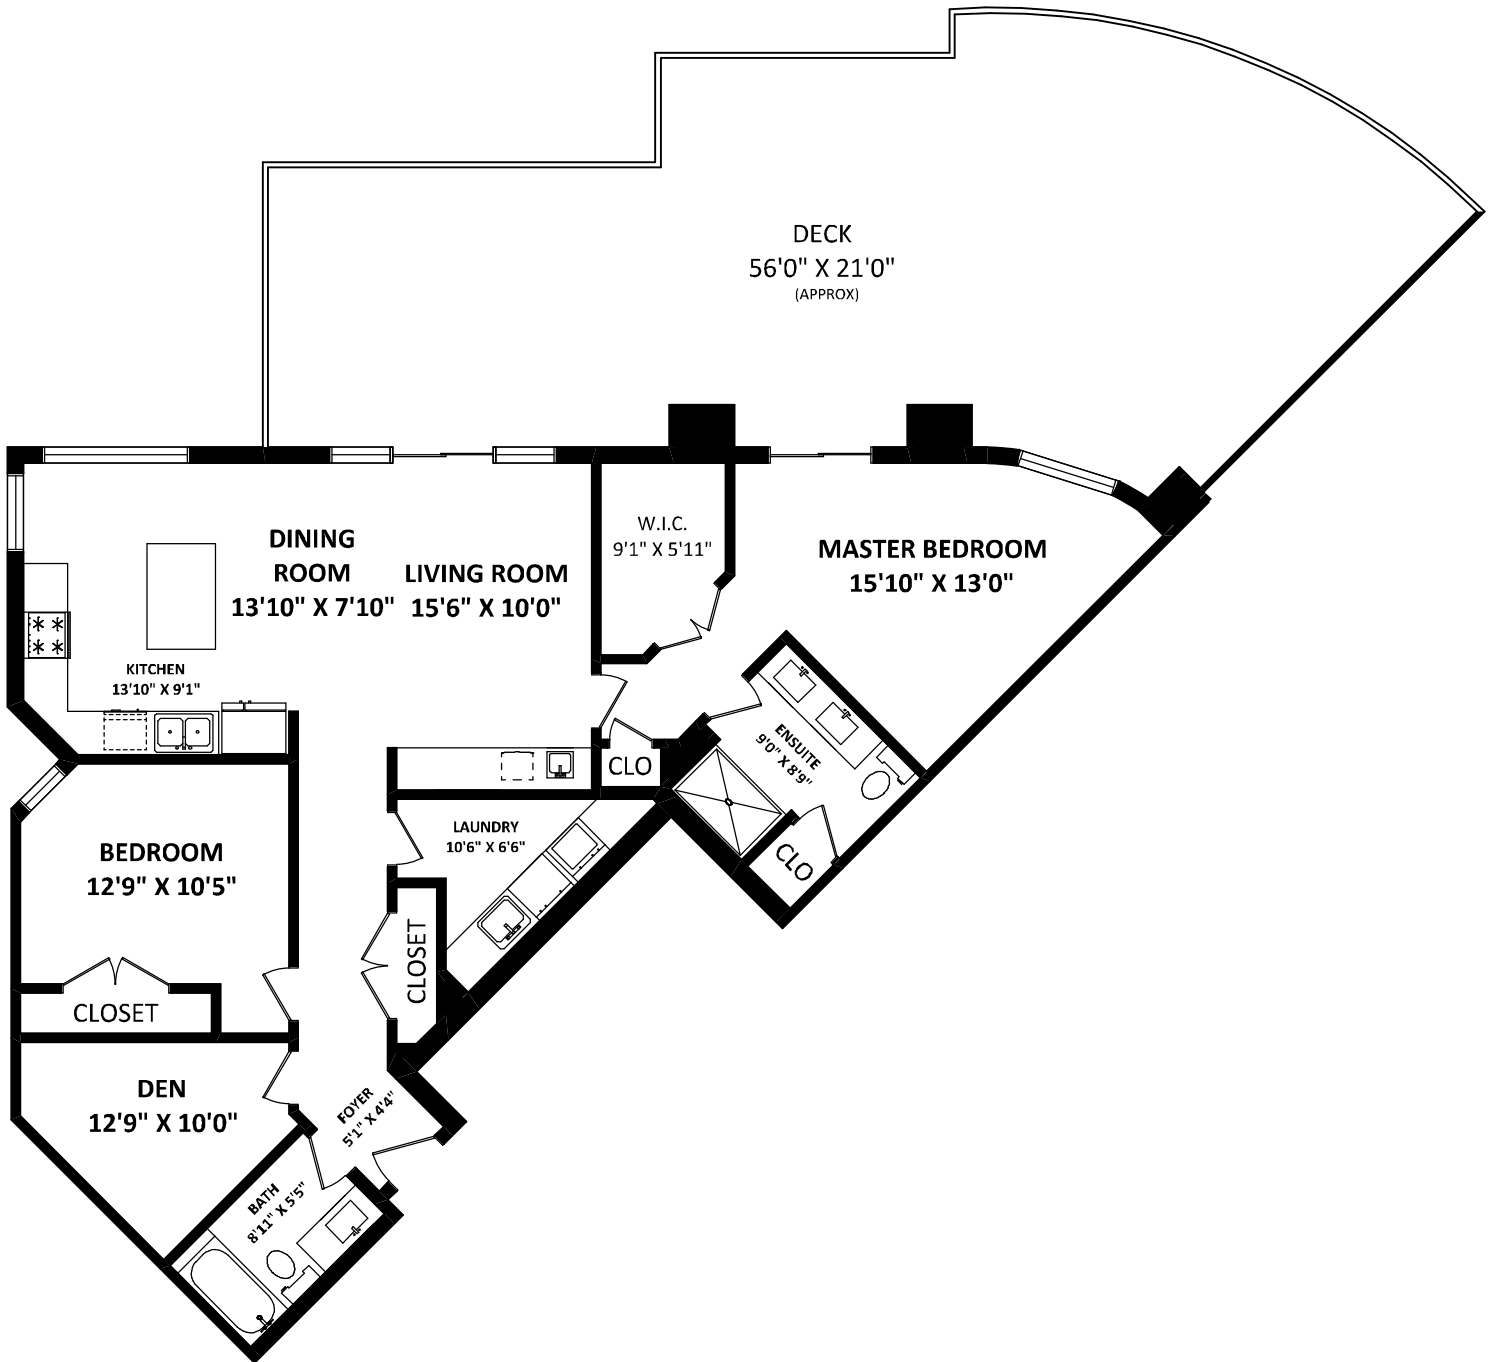 DECK
56'0" X 21'0"
(APPROX)
W.I.C.
9'1" X 5'11"
DINING
ROOM
13'10" X 7'10"
LIVING ROOM
15'6" X 10'0"
MASTER BEDROOM
15'10" X 13'0"
KITCHEN
13'10" X 9'1"
ENSUITE
9'0" X 8'9"
CLO
LAUNDRY
10'6" X 6'6"
CLO
BEDROOM
12'9" X 10'5"
CLOSET
CLOSET
DEN
12'9" X 10'0"
FOYER
5'1" X 4'4"
BATH
8'11" X 5'5"